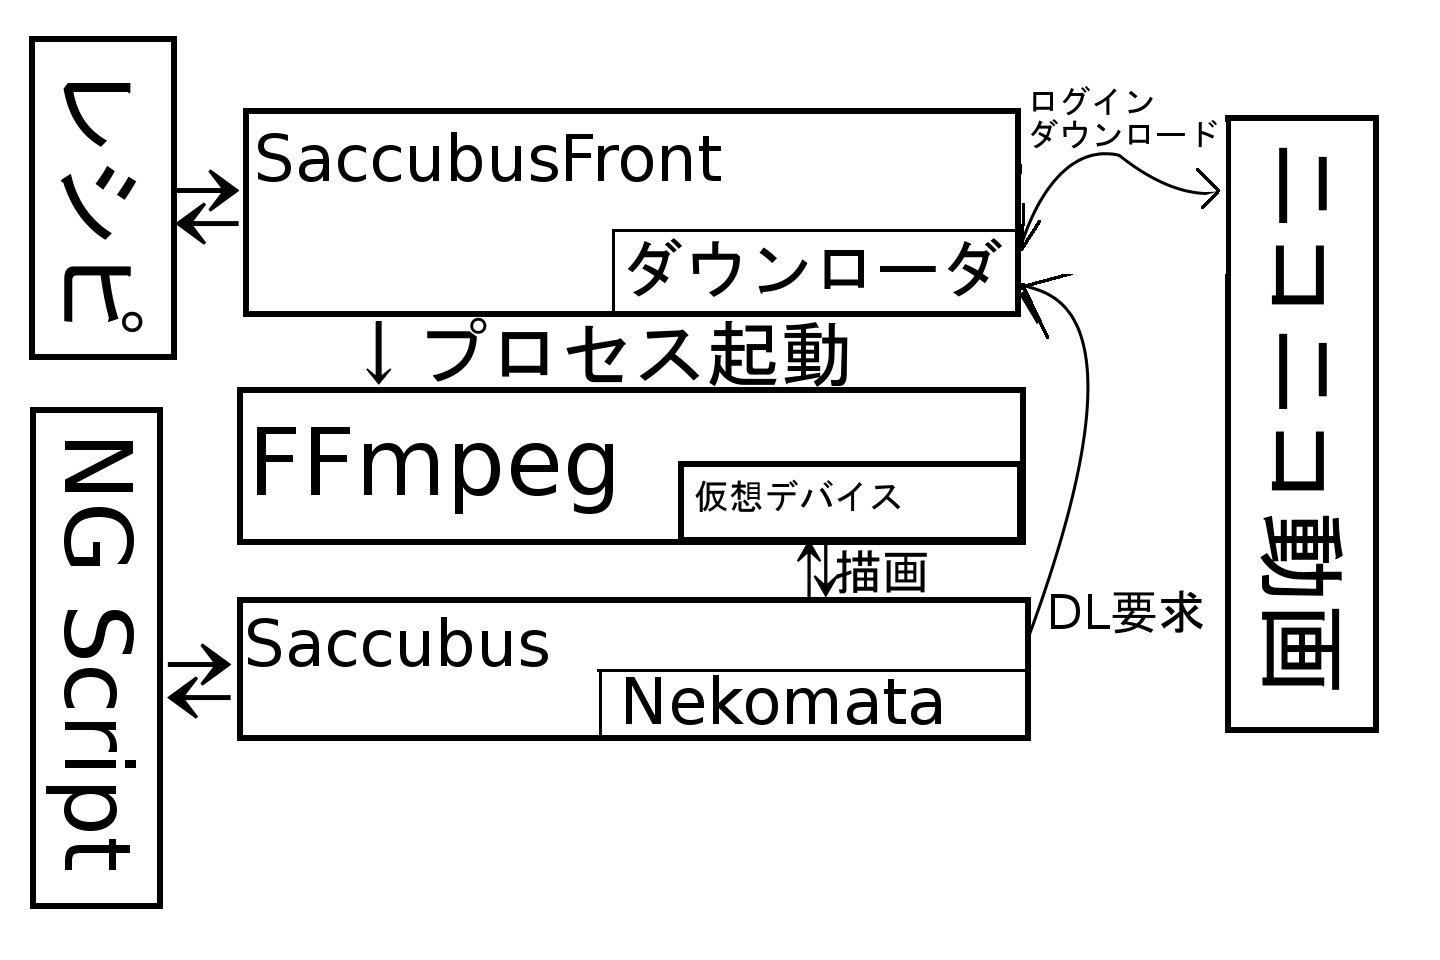 レシピ
SaccubusFront
ダウンローダ
ログイン
ダウンロード
ニコニコ動画
↓プロセス起動
FFmpeg
仮想デバイス
描画
NG Script
Saccubus
Nekomata
DL要求